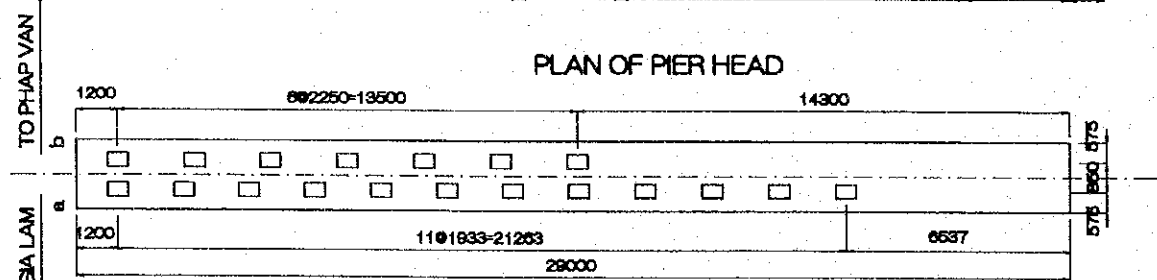 PLAN OF PIER HEAD
TO PHAP VAN
GIA LAM
1200
6@2250=13500
14300
b
a
575
850
575
1200
11@1933=21263
6537
29000